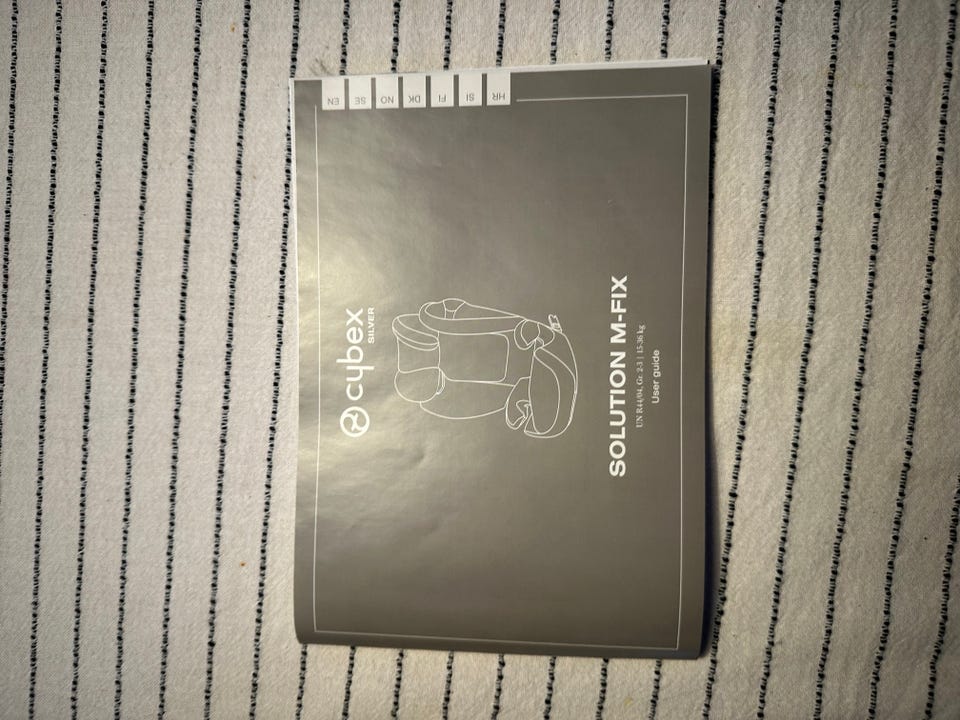 cybex
SILVER
SOLUTION M-FIX
UN R44/04, Gr. 2-3 | 15-36 kg
User guide
EN
SE
NO
DK
FI
SI
HR